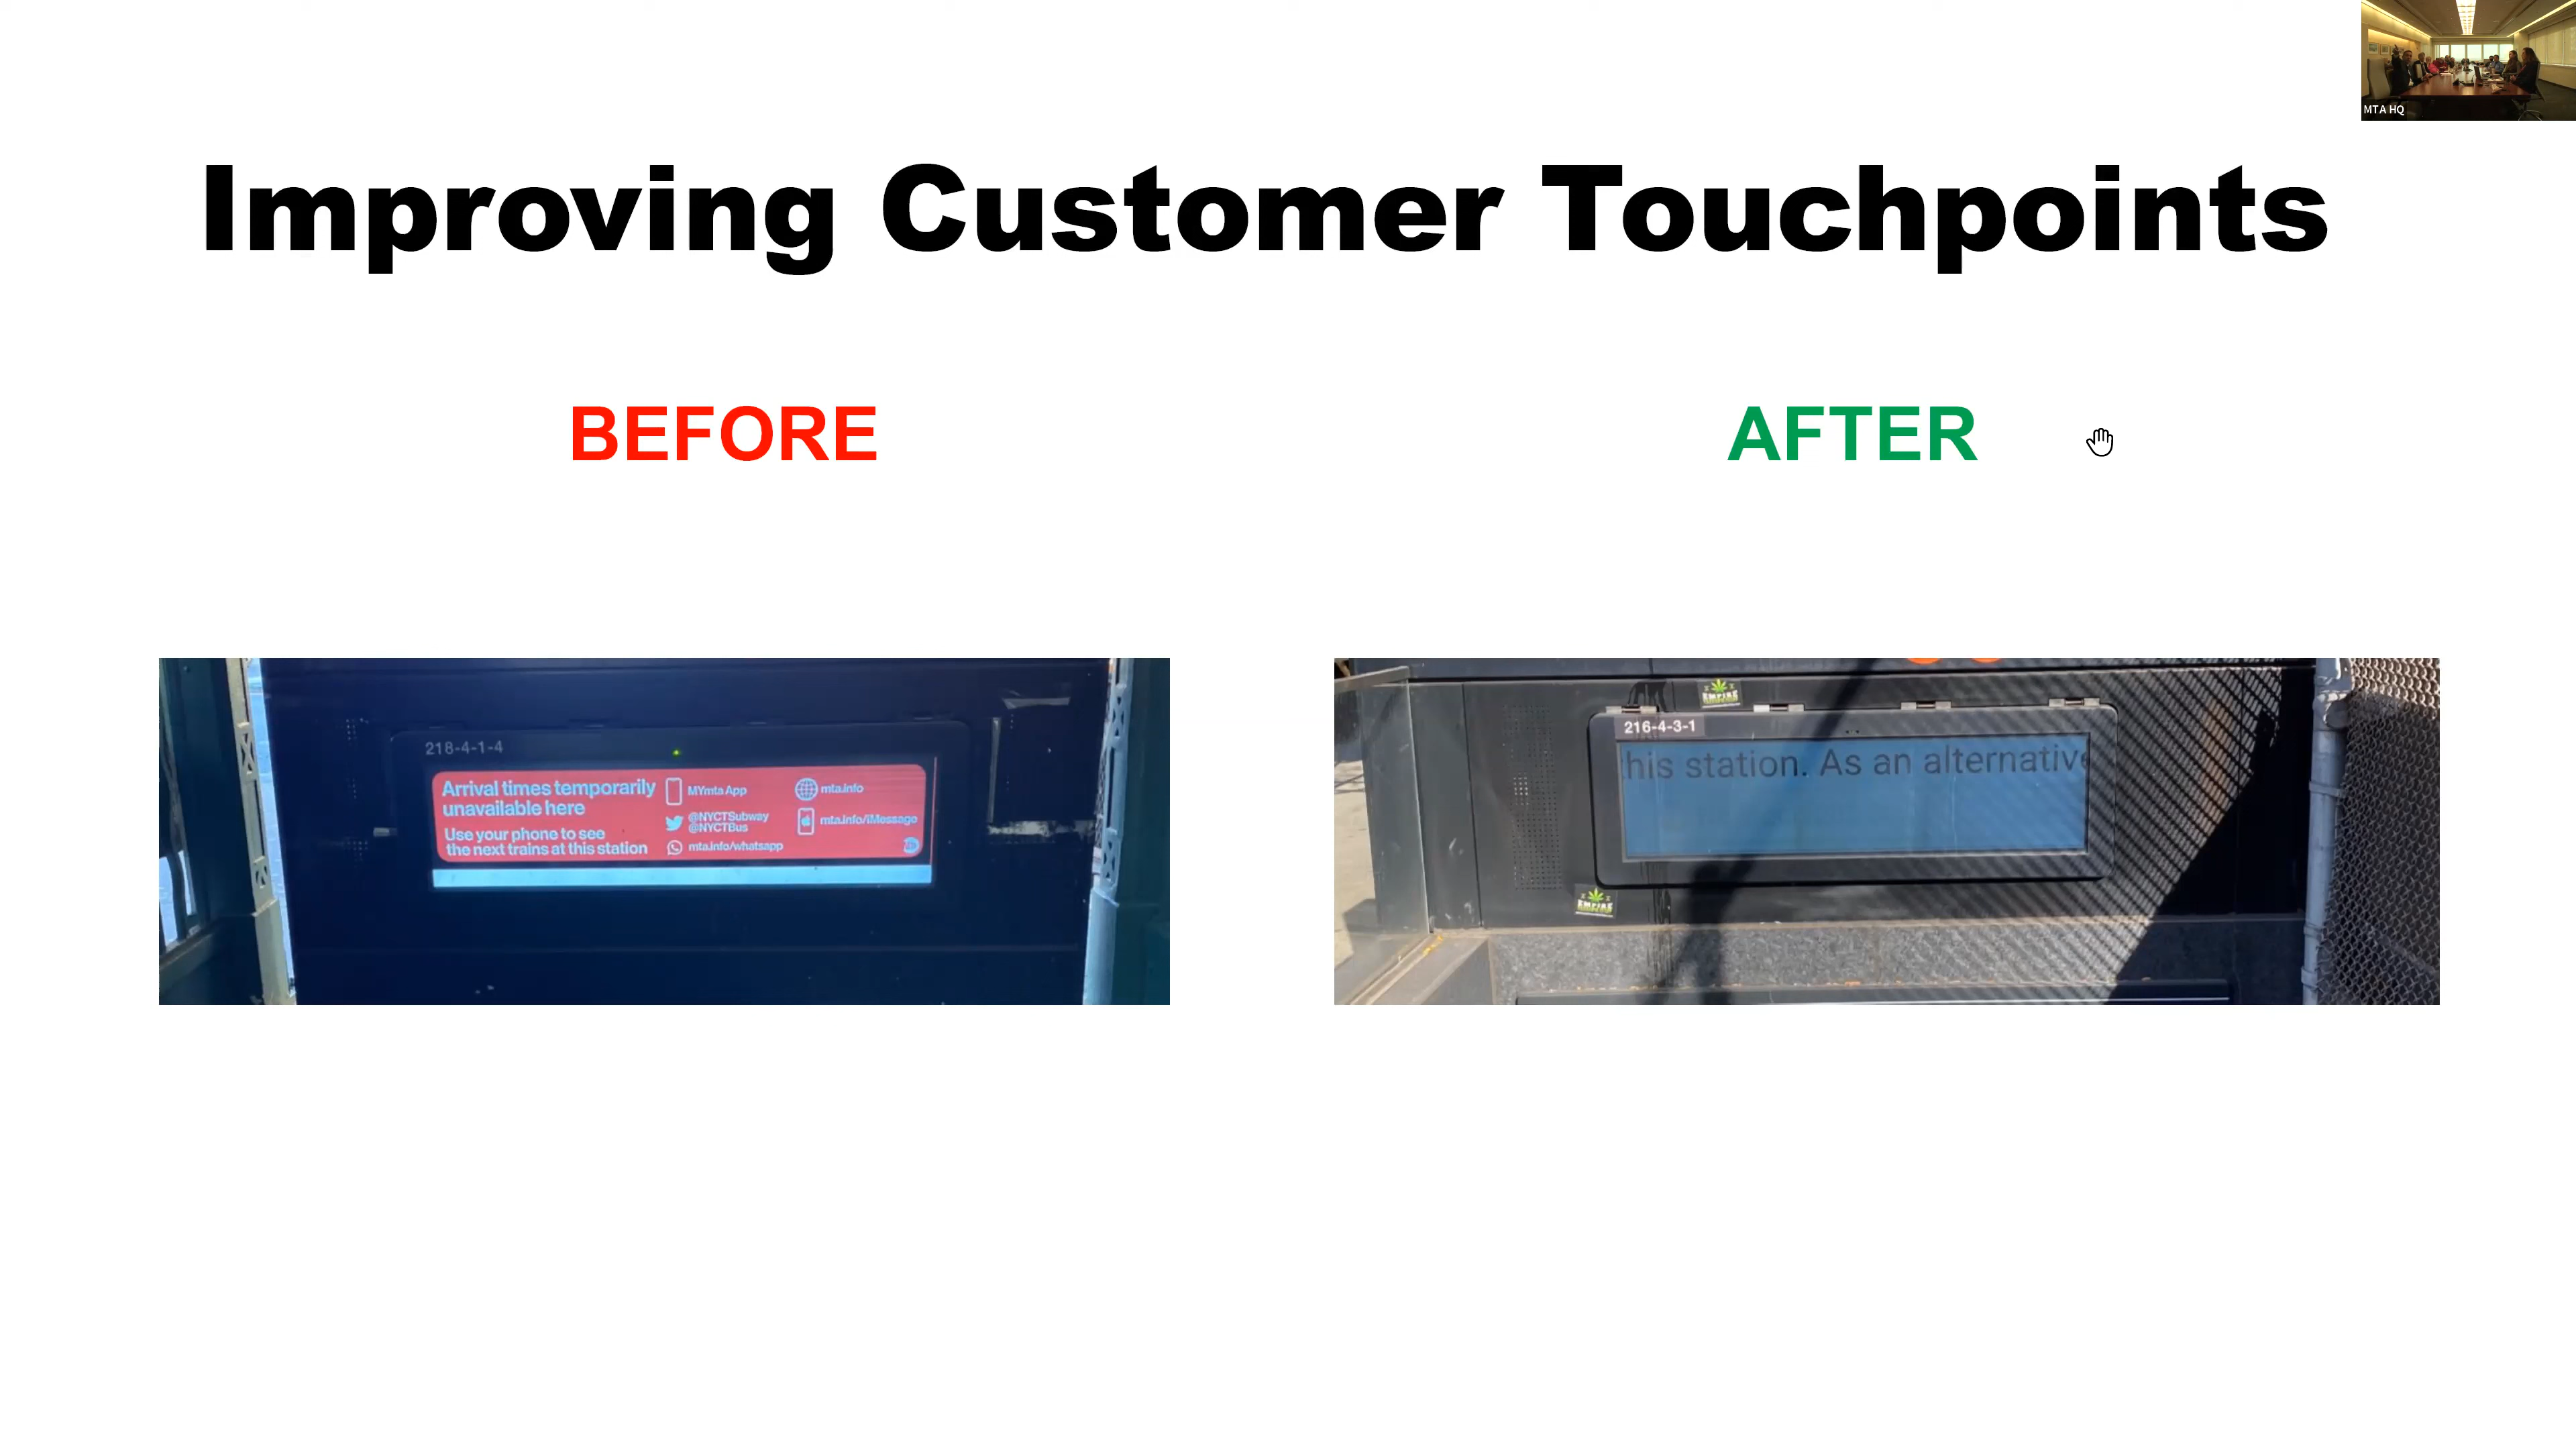 MTA HQ
Improving Customer Touchpoints
BEFORE
AFTER
218-4-1-4
Arrival times temporarily
unavailable here
Use your phone to see
the next trains at this station
MYmta App
@NYCTSubway
@NYCTBus
mta.info/whatsapp
mta.info
mta.info/iMessage
EMPIRE
216-4-3-1
this station. As an alternative
EMPIRE